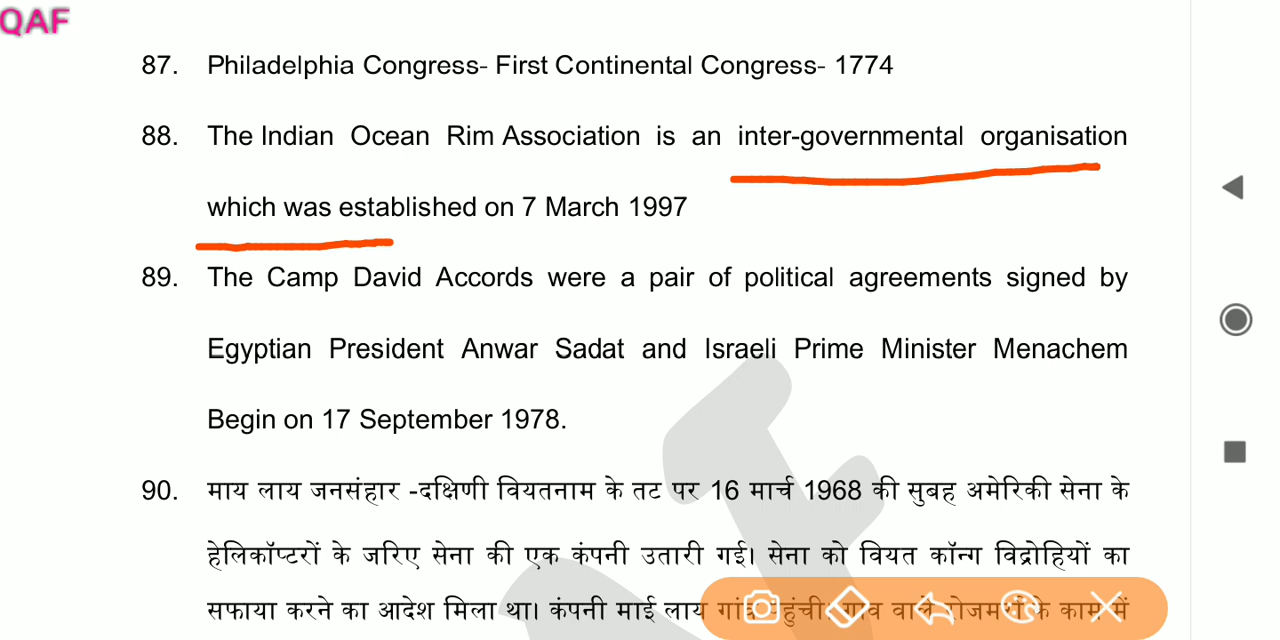 QAF
87. Philadelphia Congress- First Continental Congress- 1774
88. The Indian Ocean Rim Association is an inter-governmental organisation
which was established on 7 March 1997
89. The Camp David Accords were a pair of political agreements signed by
Egyptian President Anwar Sadat and Israeli Prime Minister Menachem
Begin on 17 September 1978.
90. माय लाय जनसंहार -दक्षिणी वियतनाम के तट पर 16 मार्च 1968 की सुबह अमेरिकी सेना के
हेलिकॉप्टरों के जरिए सेना की एक कंपनी उतारी गई। सेना को वियत कॉन्ग विद्रोहियों का
सफाया करने का आदेश मिला था। कंपनी माई लाय के काम में